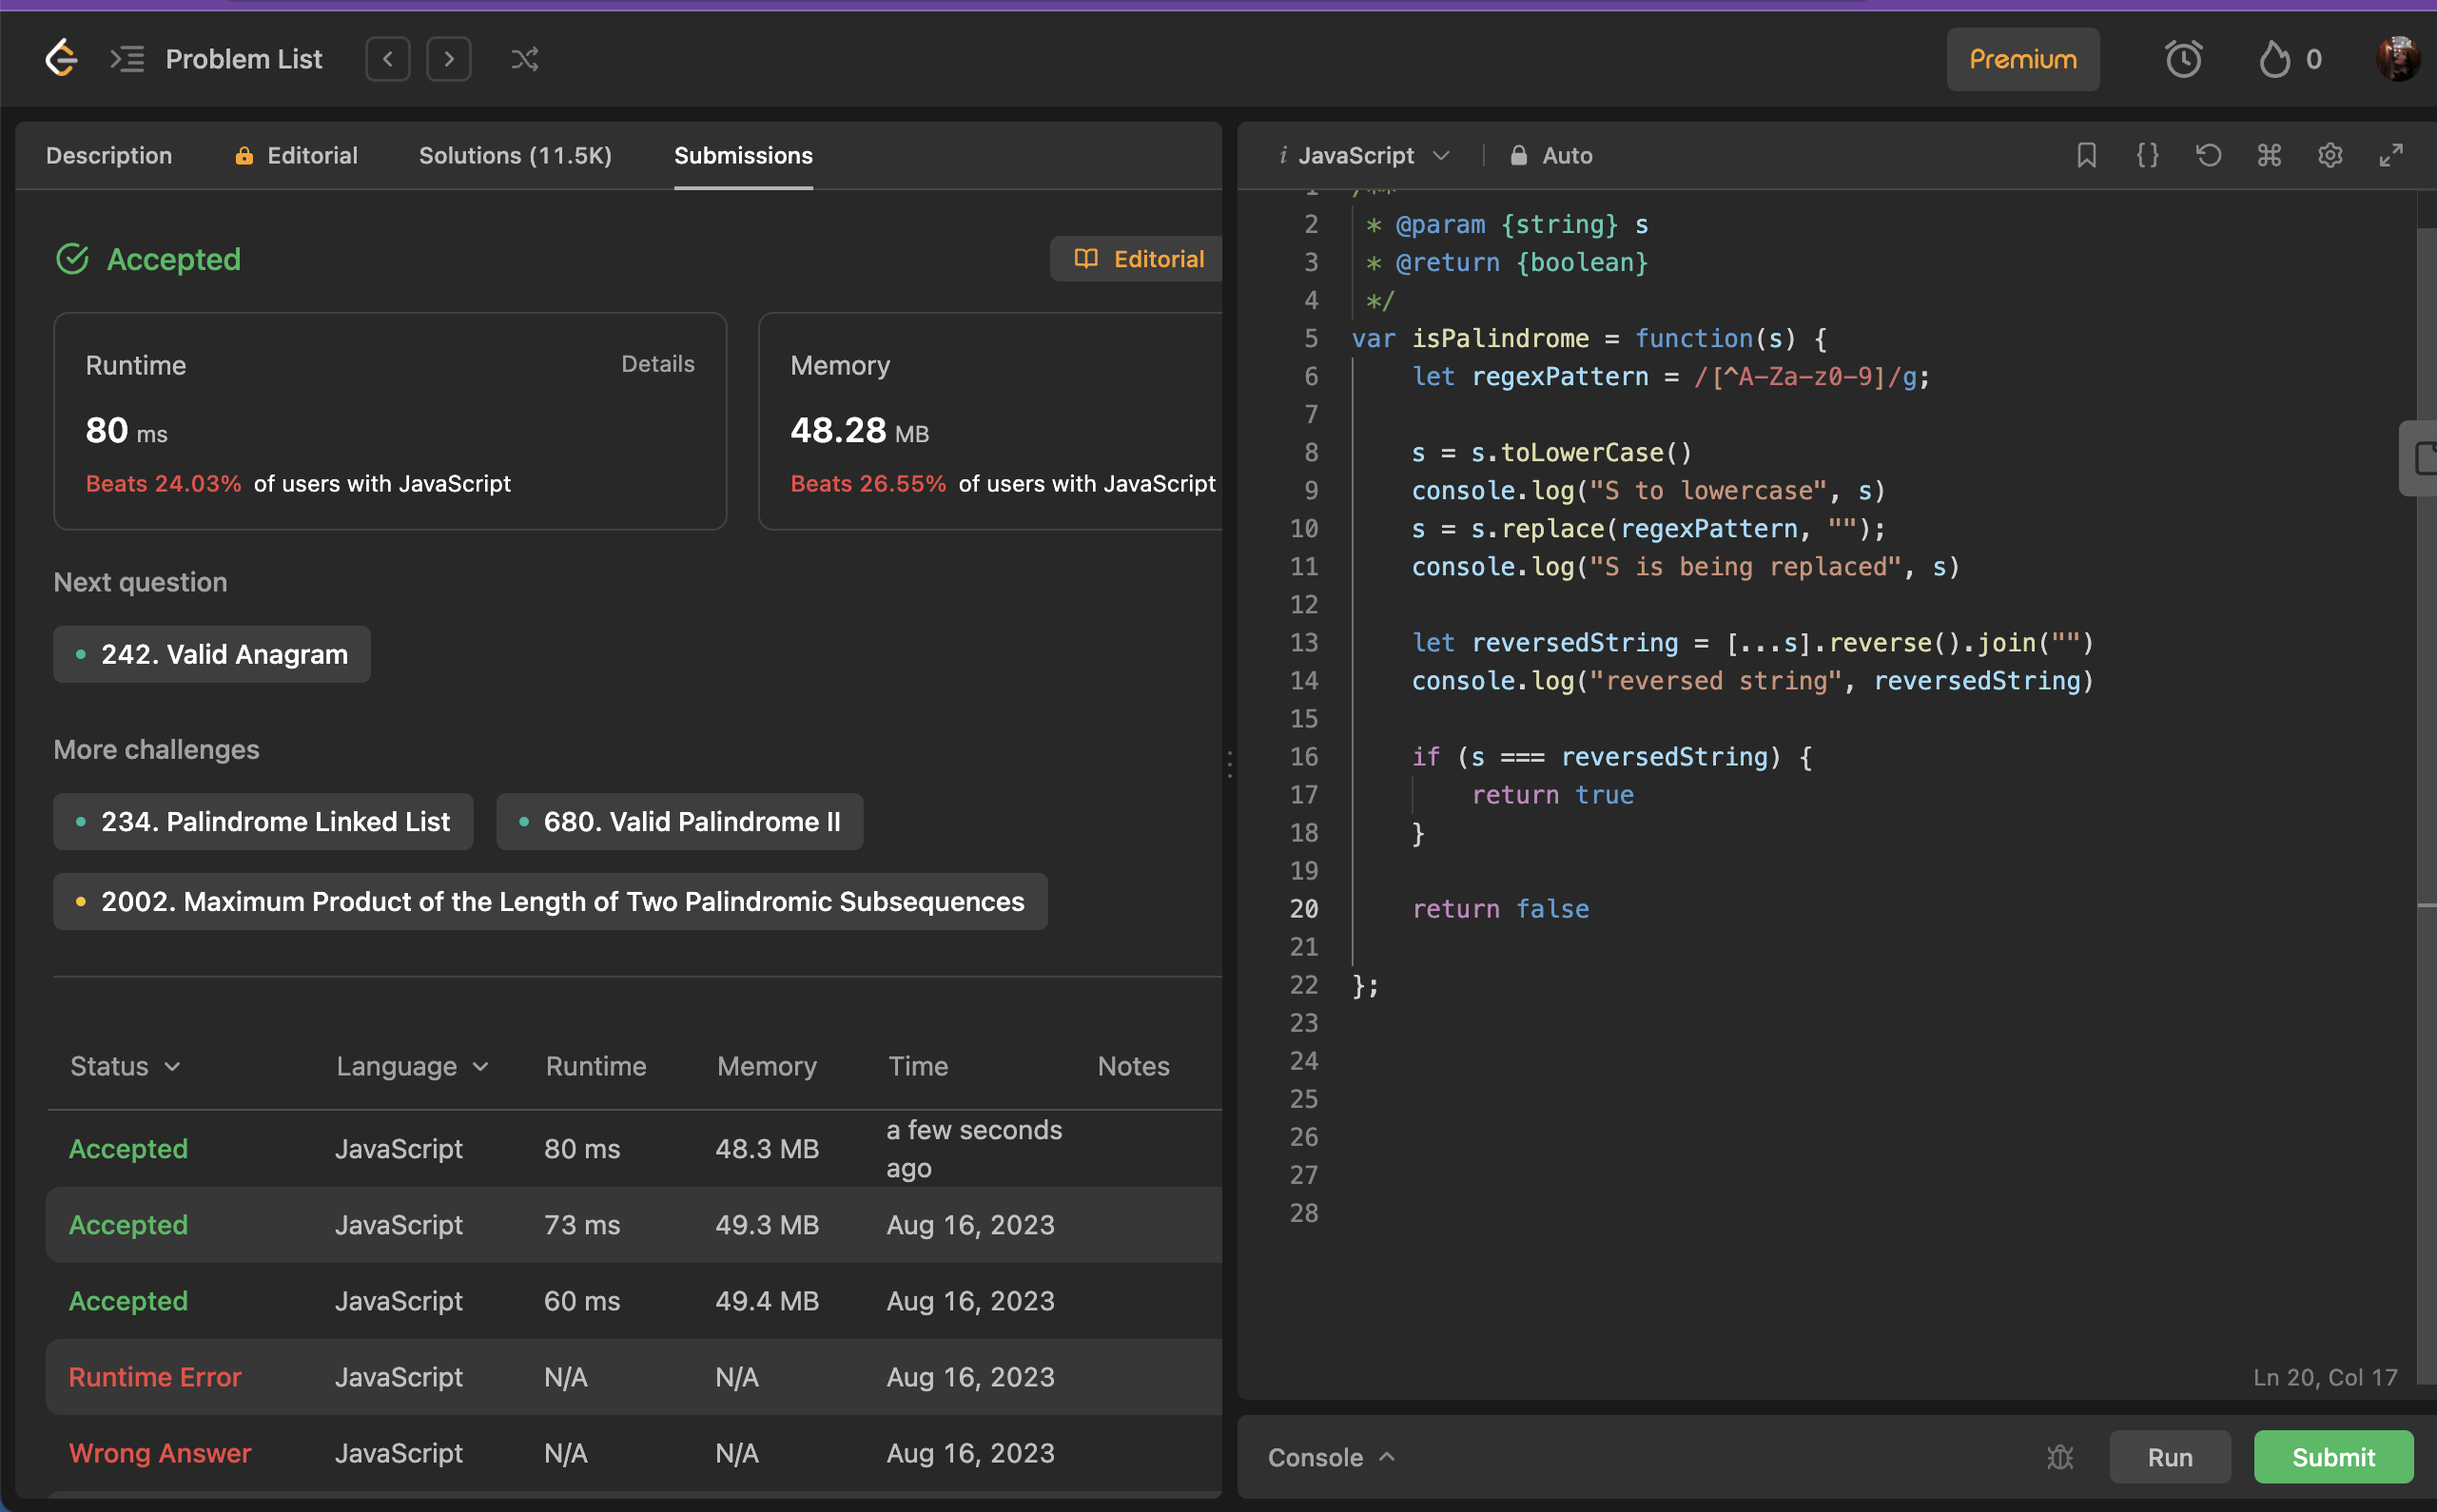 Problem List
Premium
0
Description
Editorial
Solutions (11.5K)
Submissions
Accepted
Editorial
Runtime
Details
80 ms
Beats 24.03% of users with JavaScript
Memory
48.28 MB
Beats 26.55% of users with JavaScript
Next question
242. Valid Anagram
More challenges
234. Palindrome Linked List
680. Valid Palindrome II
2002. Maximum Product of the Length of Two Palindromic Subsequences
Status Language Runtime Memory Time Notes
Accepted JavaScript 80 ms 48.3 MB a few seconds ago
Accepted JavaScript 73 ms 49.3 MB Aug 16, 2023
Accepted JavaScript 60 ms 49.4 MB Aug 16, 2023
Runtime Error JavaScript N/A N/A Aug 16, 2023
Wrong Answer JavaScript N/A N/A Aug 16, 2023
i JavaScript
Auto
1 /**
2 * @param {string} s
3 * @return {boolean}
4 */
5 var isPalindrome = function(s) {
6 let regexPattern = /[^A-Za-z0-9]/g;
7
8 s = s.toLowerCase()
9 console.log("S to lowercase", s)
10 s = s.replace(regexPattern, "");
11 console.log("S is being replaced", s)
12
13 let reversedString = [...s].reverse().join("")
14 console.log("reversed string", reversedString)
15
16 if (s === reversedString) {
17 return true
18 }
19
20 return false
21
22 };
23
24
25
26
27
28
Ln 20, Col 17
Console
Run
Submit